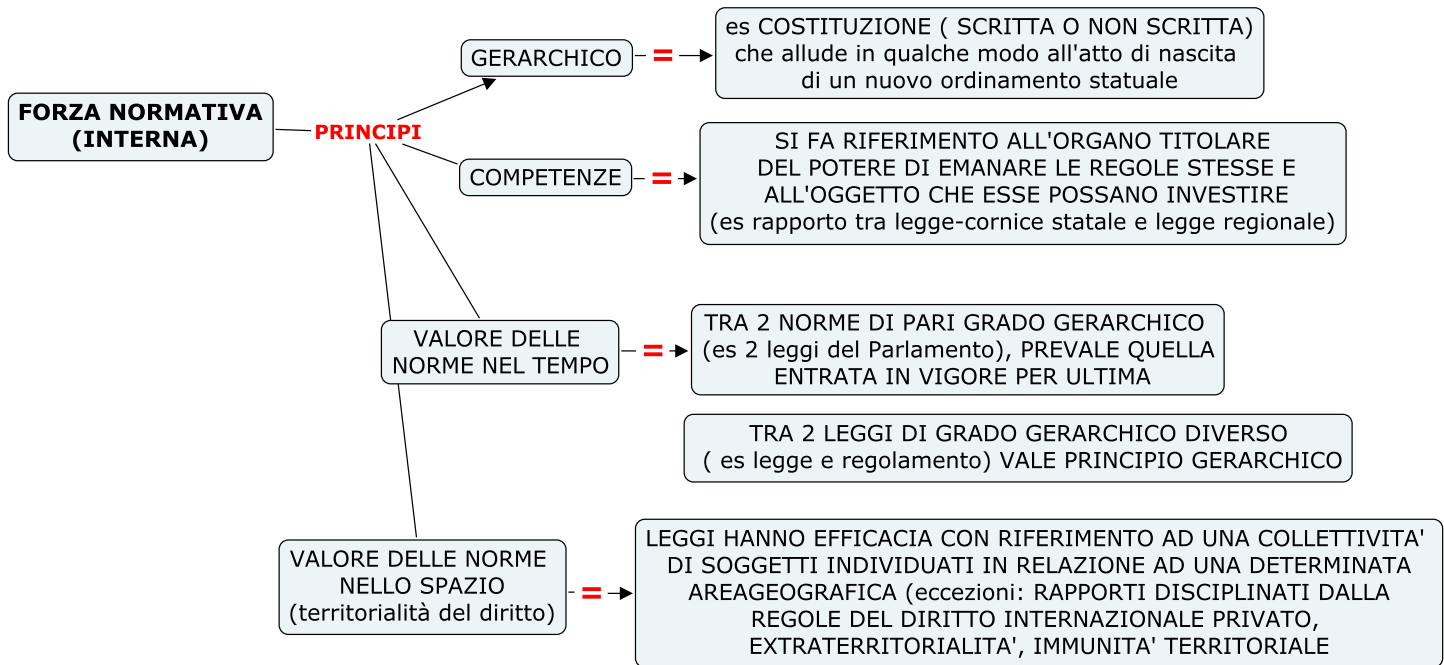 FORZA NORMATIVA
(INTERNA)
PRINCIPI
GERARCHICO
=
es COSTITUZIONE ( SCRITTA O NON SCRITTA)
che allude in qualche modo all'atto di nascita
di un nuovo ordinamento statuale
COMPETENZE
=
SI FA RIFERIMENTO ALL'ORGANO TITOLARE
DEL POTERE DI EMANARE LE REGOLE STESSE E
ALL'OGGETTO CHE ESSE POSSANO INVESTIRE
(es rapporto tra legge-cornice statale e legge regionale)
VALORE DELLE
NORME NEL TEMPO
=
TRA 2 NORME DI PARI GRADO GERARCHICO
(es 2 leggi del Parlamento), PREVALE QUELLA
ENTRATA IN VIGORE PER ULTIMA
TRA 2 LEGGI DI GRADO GERARCHICO DIVERSO
( es legge e regolamento) VALE PRINCIPIO GERARCHICO
VALORE DELLE NORME
NELLO SPAZIO
(territorialità del diritto)
=
LEGGI HANNO EFFICACIA CON RIFERIMENTO AD UNA COLLETTIVITA'
DI SOGGETTI INDIVIDUATI IN RELAZIONE AD UNA DETERMINATA
AREAGEOGRAFICA (eccezioni: RAPPORTI DISCIPLINATI DALLA
REGOLE DEL DIRITTO INTERNAZIONALE PRIVATO,
EXTRATERRITORIALITA', IMMUNITA' TERRITORIALE